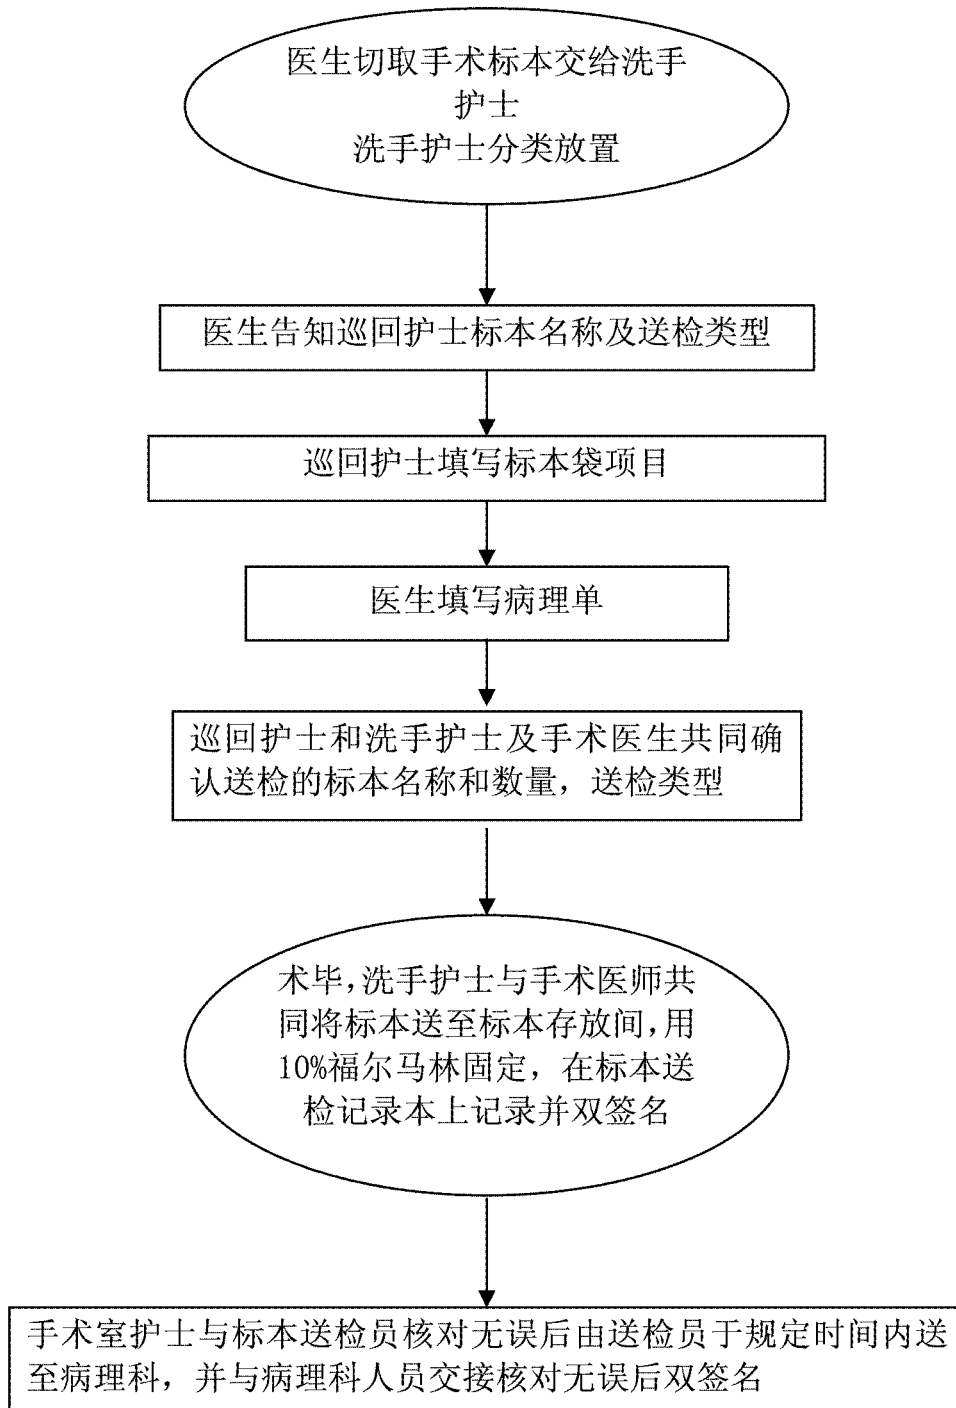 医生切取手术标本交给洗手
护士
洗手护士分类放置
医生告知巡回护士标本名称及送检类型
巡回护士填写标本袋项目
医生填写病理单
巡回护士和洗手护士及手术医生共同确
认送检的标本名称和数量，送检类型
术毕,洗手护士与手术医师共
同将标本送至标本存放间,用
10%福尔马林固定，在标本送
检记录本上记录并双签名
手术室护士与标本送检员核对无误后由送检员于规定时间内送
至病理科，并与病理科人员交接核对无误后双签名